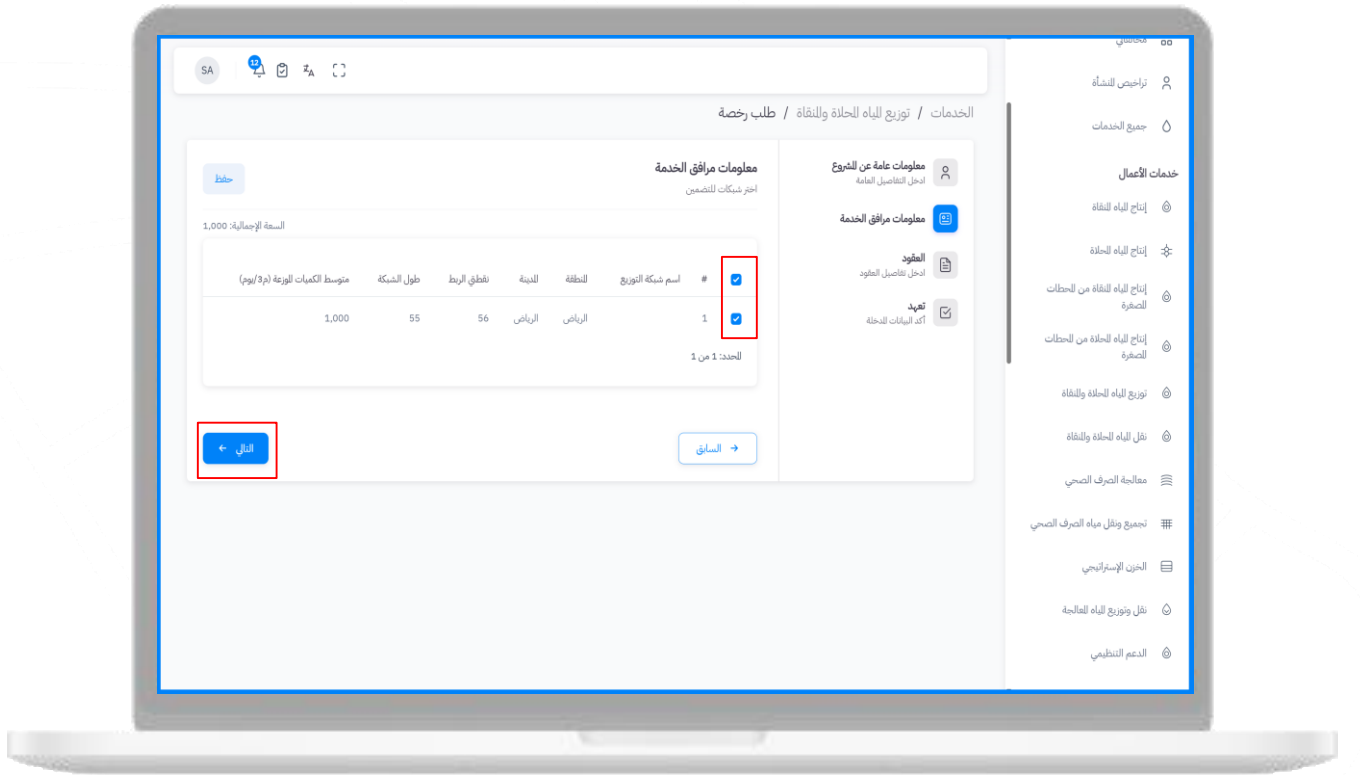 محافظتي
تراخيص المنشأة
جميع الخدمات
خدمات الأعمال
إنتاج المياه المنقاة
إنتاج المياه المحلاة
إنتاج المياه المنقاة من المحطات
المصغرة
إنتاج المياه المحلاة من المحطات
المصغرة
توزيع المياه المحلاة والمنقاة
نقل المياه المحلاة والمنقاة
معالجة الصرف الصحي
تجميع ونقل مياه الصرف الصحي
الخزن الإستراتيجي
نقل وتوزيع المياه المعالجة
الدعم التنظيمي
12
SA
الخدمات / توزيع المياه المحلاة والمنقاة / طلب رخصة
معلومات عامة عن المشروع
ادخل التفاصيل العامة
معلومات مرافق الخدمة
العقود
ادخل تفاصيل العقود
تعهد
أكد البيانات المدخلة
معلومات مرافق الخدمة
اختر شبكات للتضمين
حفظ
السعة الإجمالية: 1,000
# اسم شبكة التوزيع المنطقة المدينة نقطتي الربط طول الشبكة متوسط الكميات الموزعة (م3/يوم)
1 الرياض الرياض 56 55 1,000
المحدد: 1 من 1
السابق
التالي